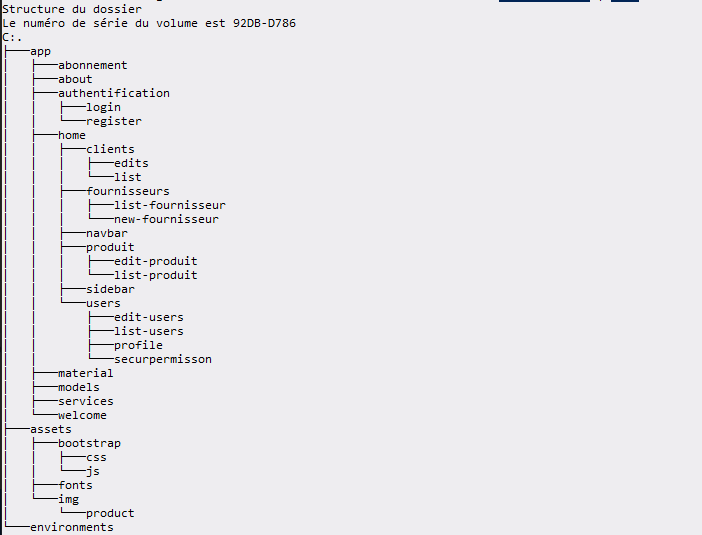 Structure du dossier
Le numéro de série du volume est 92DB-D786
C:.
├───app
│   ├───abonnement
│   ├───about
│   ├───authentification
│   │   ├───login
│   │   └───register
│   ├───home
│   │   ├───clients
│   │   │   ├───edits
│   │   │   └───list
│   │   ├───fournisseurs
│   │   │   ├───list-fournisseur
│   │   │   └───new-fournisseur
│   │   ├───navbar
│   │   ├───produit
│   │   │   ├───edit-produit
│   │   │   └───list-produit
│   │   ├───sidebar
│   │   └───users
│   │       ├───edit-users
│   │       ├───list-users
│   │       ├───profile
│   │       └───securpermisson
│   ├───material
│   ├───models
│   ├───services
│   └───welcome
├───assets
│   ├───bootstrap
│   │   ├───css
│   │   └───js
│   ├───fonts
│   └───img
│       └───product
└───environments